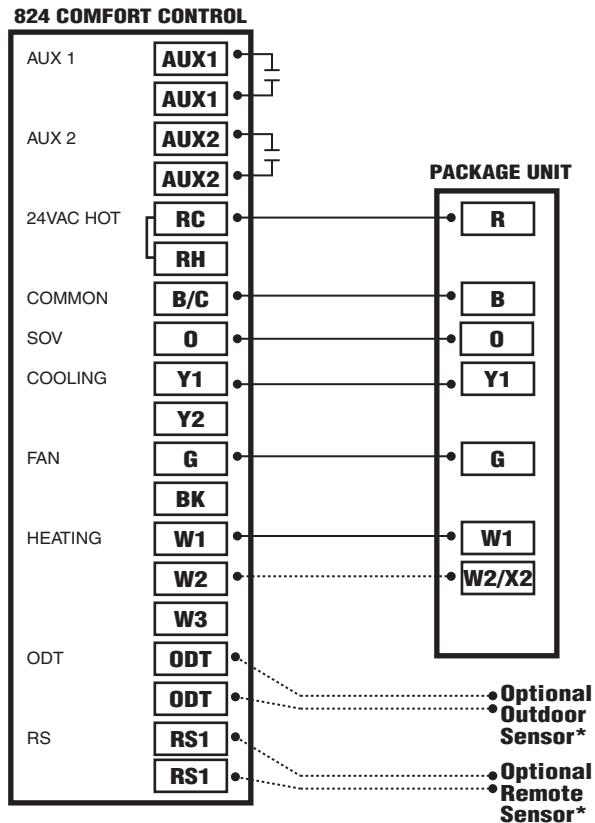 824 COMFORT CONTROL
AUX 1 AUX1
AUX1
AUX 2 AUX2
AUX2
PACKAGE UNIT
24VAC HOT RC R
RH
COMMON B/C B
SOV O O
COOLING Y1 Y1
Y2
FAN G G
BK
HEATING W1 W1
W2 W2/X2
W3
ODT ODT
ODT
Optional
Outdoor
Sensor*
RS RS1
RS1
Optional
Remote
Sensor*